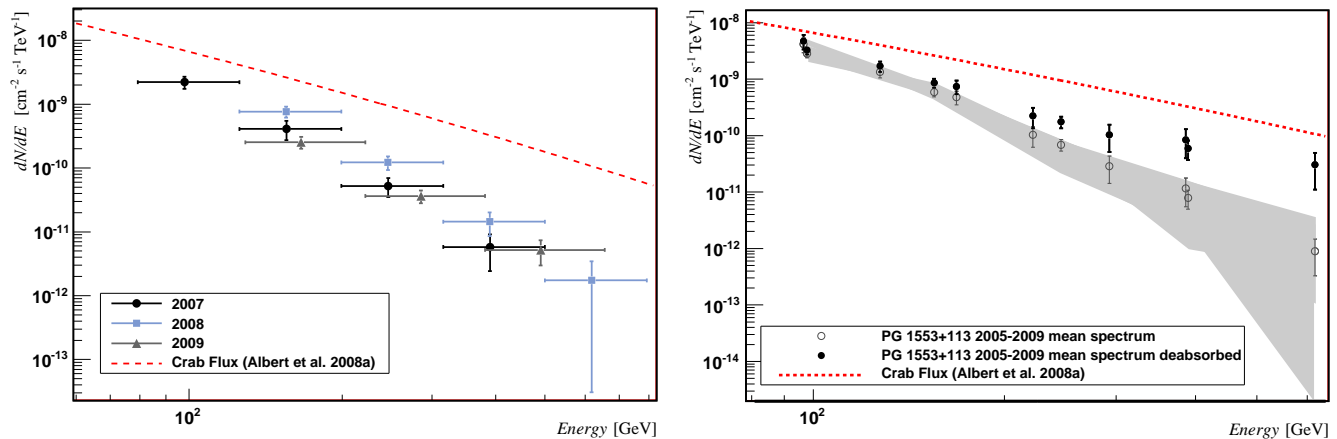 dN/dE [cm⁻² s⁻¹ TeV⁻¹]
10⁻⁸
10⁻⁹
10⁻¹⁰
10⁻¹¹
10⁻¹²
10⁻¹³
2007
2008
2009
Crab Flux (Albert et al. 2008a)
10²
Energy [GeV]
dN/dE [cm⁻² s⁻¹ TeV⁻¹]
10⁻⁸
10⁻⁹
10⁻¹⁰
10⁻¹¹
10⁻¹²
10⁻¹³
10⁻¹⁴
PG 1553+113 2005-2009 mean spectrum
PG 1553+113 2005-2009 mean spectrum deabsorbed
Crab Flux (Albert et al. 2008a)
10²
Energy [GeV]